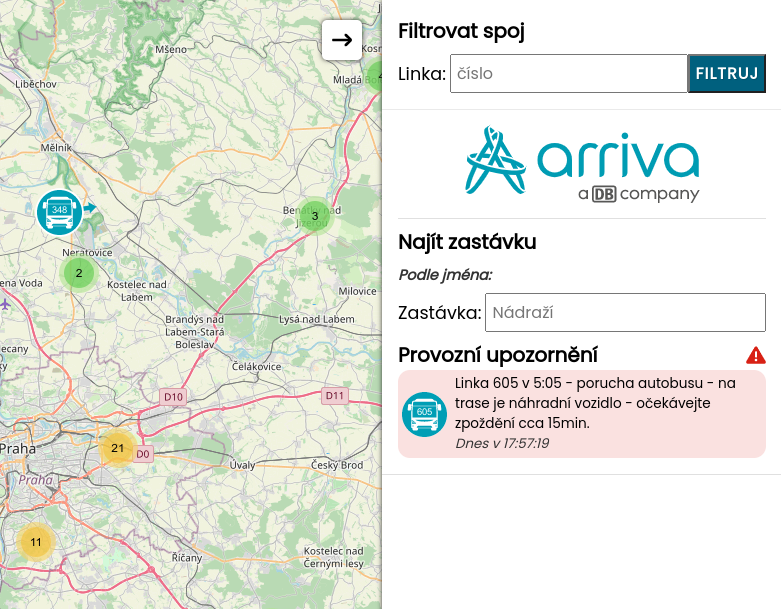 Mšeno
Kosm
Liběchov
Mladá Bo
4
Mělník
348
Benátky nad
Jizerou
3
Neratovice
2
ena Voda
Kostelec nad
Labem
Milovice
Brandýs nad
Labem-Stará
Boleslav
Lysá nad Labem
ecany
ky
Čelákovice
D10
D11
21
D0
Praha
Praha
Úvaly
Český Brod
11
Říčany
Kostelec nad
Černými lesy
Filtrovat spoj
Linka: číslo FILTRUJ
arriva
a DB company
Najít zastávku
Podle jména:
Zastávka: Nádraží
Provozní upozornění
605
Linka 605 v 5:05 - porucha autobusu - na
trase je náhradní vozidlo - očekávejte
zpoždění cca 15min.
Dnes v 17:57:19